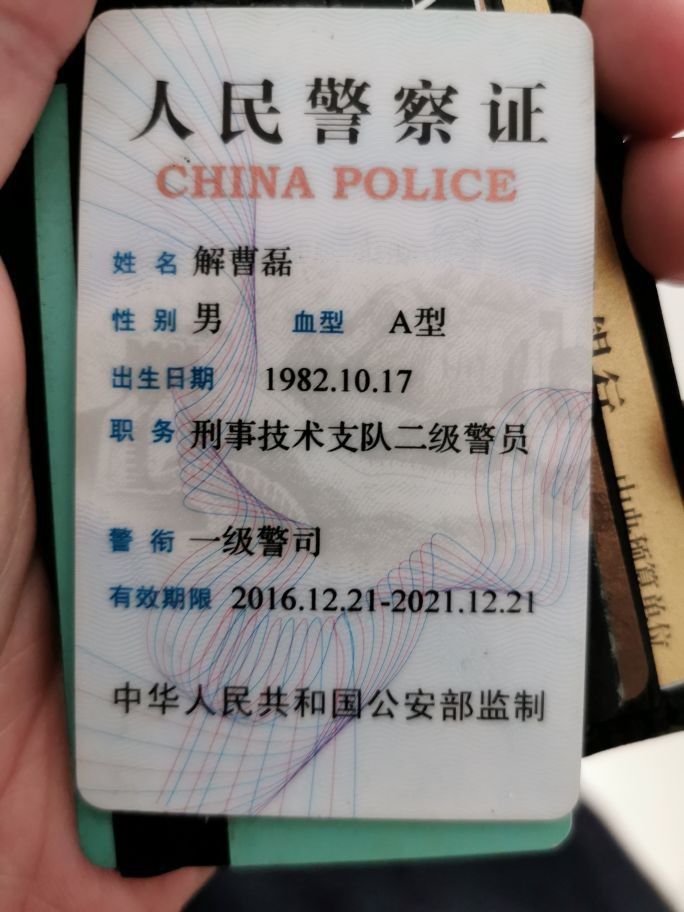 人民警察证
CHINA POLICE
姓名 解曹磊
性别 男 血型 A型
出生日期 1982.10.17
职务 刑事技术支队二级警员
警衔 一级警司
有效期限 2016.12.21-2021.12.21
中华人民共和国公安部监制